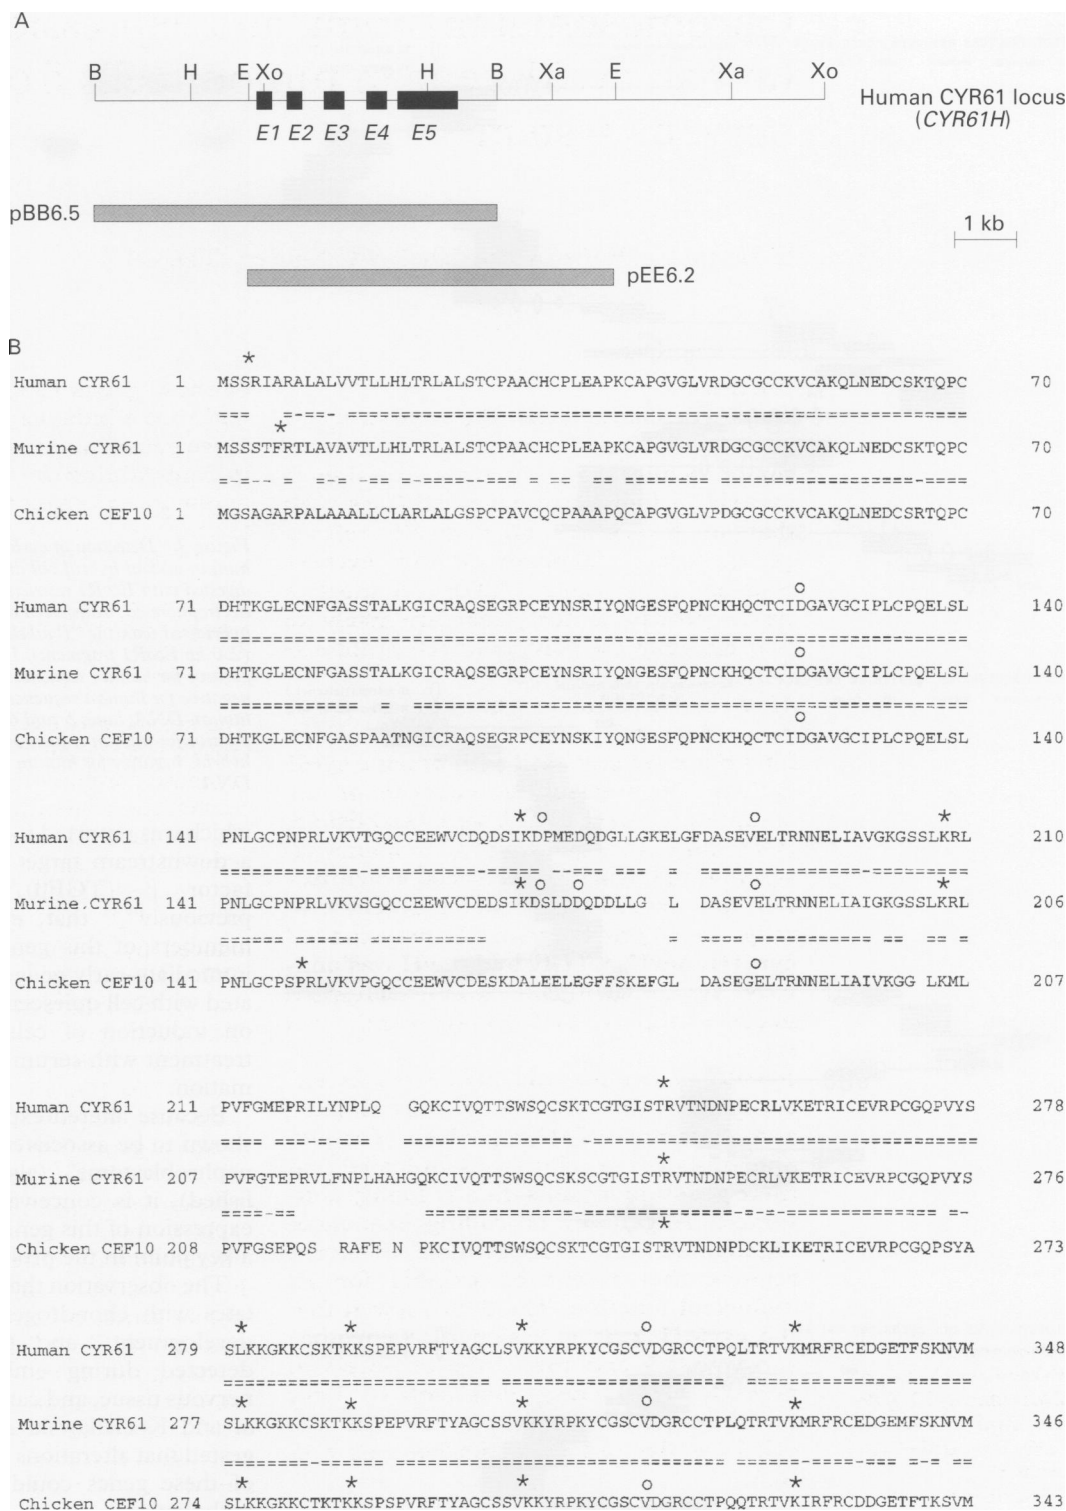 A
B H E Xo H B Xa E Xa Xo
Human CYR61 locus
(CYR61H)
E1 E2 E3 E4 E5
pBB6.5
1 kb
pEE6.2
B
*
Human CYR61 1 MSSRIARALALVVTLLHLTRLALSTCPAACHCPLEAPKCAPGVGLVRDGCGCCKVCAKQLNEDCSKTQPC 70
*
Murine CYR61 1 MSSSTFRTLAVAVTLLHLTRLALSTCPAACHCPLEAPKCAPGVGLVRDGCGCCKVCAKQLNEDCSKTQPC 70
Chicken CEF10 1 MGSAGARPALAAALLCLARLALGSPCPAVCQCPAAAPQCAPGVGLVPDGCGCCKVCAKQLNEDCSRTQPC 70
o
Human CYR61 71 DHTKGLECNFGASSTALKGICRAQSEGRPCEYNSRIYQNGESFQPNCKHQCTCIDGAVGCIPLCPQELSL 140
o
Murine CYR61 71 DHTKGLECNFGASSTALKGICRAQSEGRPCEYNSRIYQNGESFQPNCKHQCTCIDGAVGCIPLCPQELSL 140
o
Chicken CEF10 71 DHTKGLECNFGASPAATNGICRAQSEGRPCEYNSKIYQNGESFQPNCKHQCTCIDGAVGCIPLCPQELSL 140
* o o *
Human CYR61 141 PNLGCPNPRLVKVTGQCCEEWVCDQDSIKDPMEDQDGLLGKELGFDASEVELTRNNELIAVGKGSSLKRL 210
* o o o *
Murine.CYR61 141 PNLGCPNPRLVKVSGQCCEEWVCDEDSIKDSLDDQDDLLG L DASEVELTRNNELIAIGKGSSLKRL 206
* o
Chicken CEF10 141 PNLGCPSPRLVKVPGQCCEEWVCDESKDALEELEGFFSKEFGL DASEGELTRNNELIAIVKGG LKML 207
*
Human CYR61 211 PVFGMEPRILYNPLQ GQKCIVQTTSWSQCSKTCGTGISTRVTNDNPECRLVKETRICEVRPCGQPVYS 278
*
Murine CYR61 207 PVFGTEPRVLFNPLHAHGQKCIVQTTSWSQCSKSCGTGISTRVTNDNPECRLVKETRICEVRPCGQPVYS 276
*
Chicken CEF10 208 PVFGSEPQS RAFE N PKCIVQTTSWSQCSKTCGTGISTRVTNDNPDCKLIKETRICEVRPCGQPSYA 273
* * * o *
Human CYR61 279 SLKKGKKCSKTKKSPEPVRFTYAGCLSVKKYRPKYCGSCVDGRCCTPQLTRTVKMRFRCEDGETFSKNVM 348
* * * o *
Murine CYR61 277 SLKKGKKCSKTKKSPEPVRFTYAGCSSVKKYRPKYCGSCVDGRCCTPLQTRTVKMRFRCEDGEMFSKNVM 346
* * * o *
Chicken CEF10 274 SLKKGKKCTKTKKSPSPVRFTYAGCSSVKKYRPKYCGSCVDGRCCTPQQTRTVKIRFRCDDGETFTKSVM 343